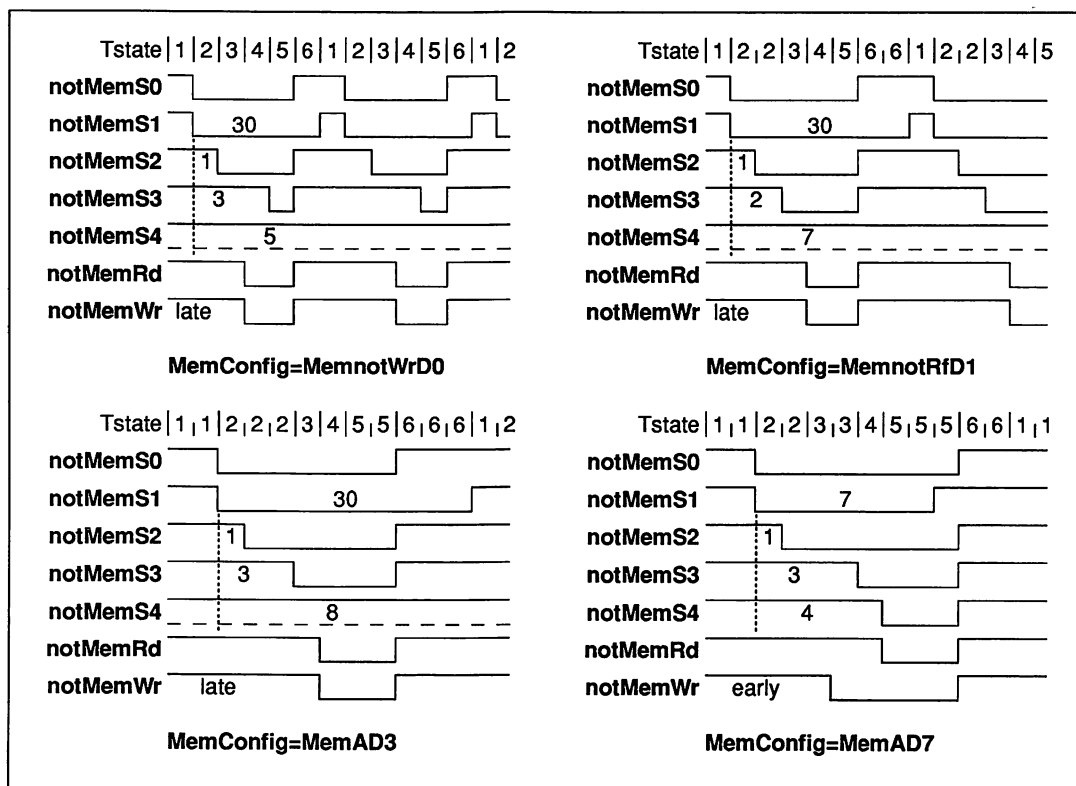 Tstate |1|2|3|4|5|6|1|2|3|4|5|6|1|2
notMemS0
notMemS1 30
notMemS2 1
notMemS3 3
notMemS4 5
notMemRd
notMemWr late
MemConfig=MemnotWrD0
Tstate |1|2|2|3|4|5|6|6|1|2|2|3|4|5
notMemS0
notMemS1 30
notMemS2 1
notMemS3 2
notMemS4 7
notMemRd
notMemWr late
MemConfig=MemnotRfD1
Tstate |1|1|2|2|2|3|4|5|5|6|6|6|1|2
notMemS0
notMemS1 30
notMemS2 1
notMemS3 3
notMemS4 8
notMemRd
notMemWr late
MemConfig=MemAD3
Tstate |1|1|2|2|3|3|4|5|5|5|6|6|1|1
notMemS0
notMemS1 7
notMemS2 1
notMemS3 3
notMemS4 4
notMemRd
notMemWr early
MemConfig=MemAD7